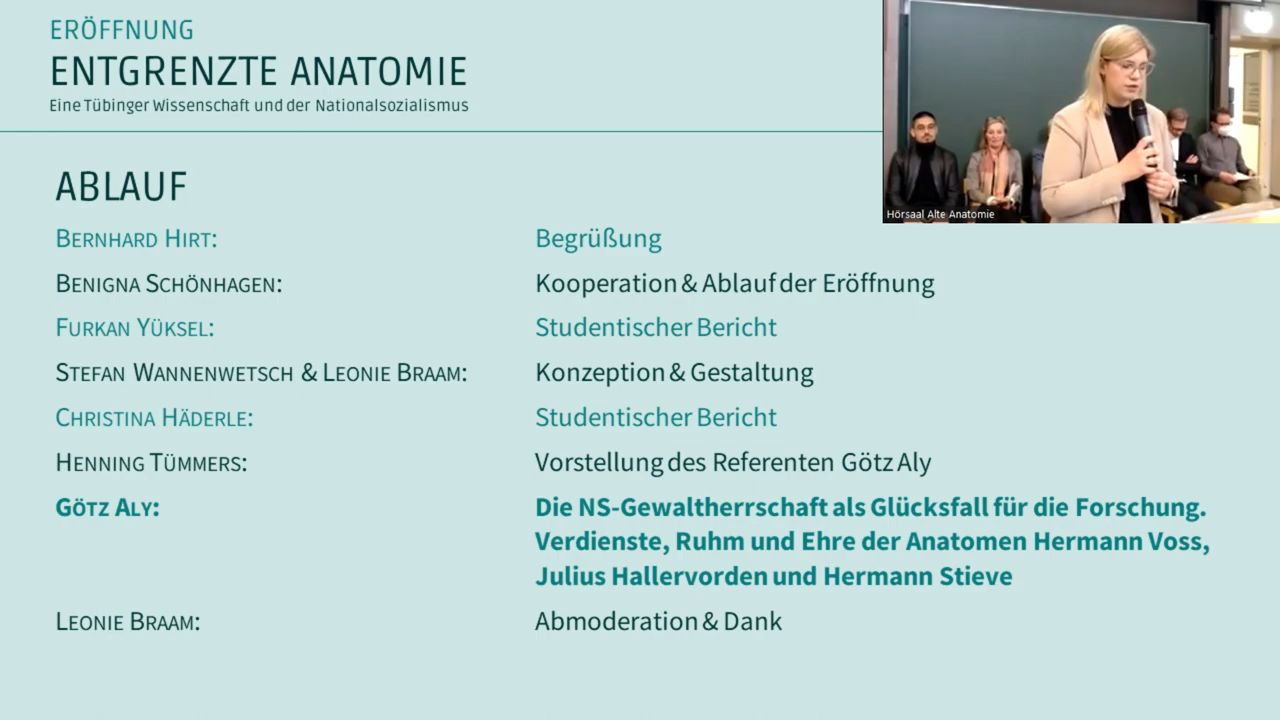 ERÖFFNUNG
ENTGRENZTE ANATOMIE
Eine Tübinger Wissenschaft und der Nationalsozialismus
Hörsaal Alte Anatomie
ABLAUF
BERNHARD HIRT: Begrüßung
BENIGNA SCHÖNHAGEN: Kooperation & Ablauf der Eröffnung
FURKAN YÜKSEL: Studentischer Bericht
STEFAN WANNENWETSCH & LEONIE BRAAM: Konzeption & Gestaltung
CHRISTINA HÄDERLE: Studentischer Bericht
HENNING TÜMMERS: Vorstellung des Referenten Götz Aly
GÖTZ ALY: Die NS-Gewaltherrschaft als Glücksfall für die Forschung.
Verdienste, Ruhm und Ehre der Anatomen Hermann Voss,
Julius Hallervorden und Hermann Stieve
LEONIE BRAAM: Abmoderation & Dank